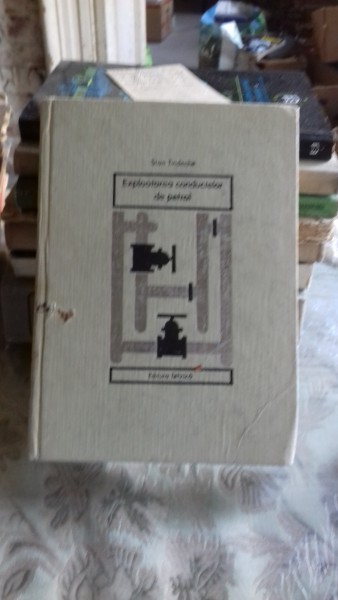 Exploatarea conductelor
de petrol
Editura tehnică